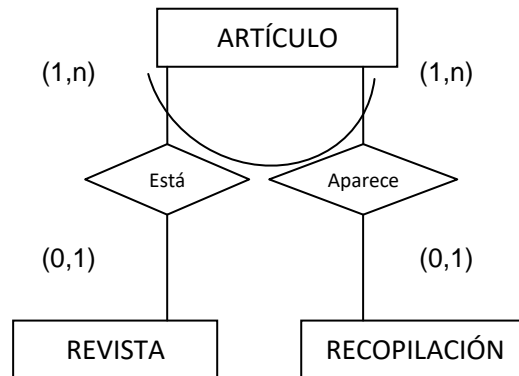 ARTÍCULO
(1,n) (1,n)
Está Aparece
(0,1) (0,1)
REVISTA RECOPILACIÓN